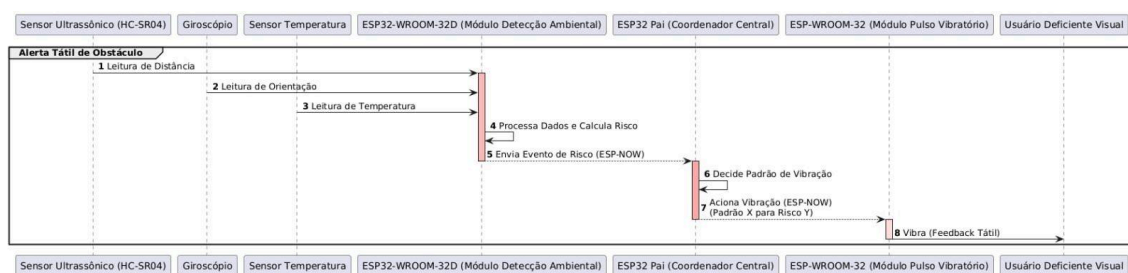 Sensor Ultrassônico (HC-SR04) Giroscópio Sensor Temperatura ESP32-WROOM-32D (Módulo Detecção Ambiental) ESP32 Pai (Coordenador Central) ESP-WROOM-32 (Módulo Pulso Vibratório) Usuário Deficiente Visual
Alerta Tátil de Obstáculo
1 Leitura de Distância
2 Leitura de Orientação
3 Leitura de Temperatura
4 Processa Dados e Calcula Risco
5 Envia Evento de Risco (ESP-NOW)
6 Decide Padrão de Vibração
7 Aciona Vibração (ESP-NOW)
(Padrão X para Risco Y)
8 Vibra (Feedback Tátil)
Sensor Ultrassônico (HC-SR04) Giroscópio Sensor Temperatura ESP32-WROOM-32D (Módulo Detecção Ambiental) ESP32 Pai (Coordenador Central) ESP-WROOM-32 (Módulo Pulso Vibratório) Usuário Deficiente Visual